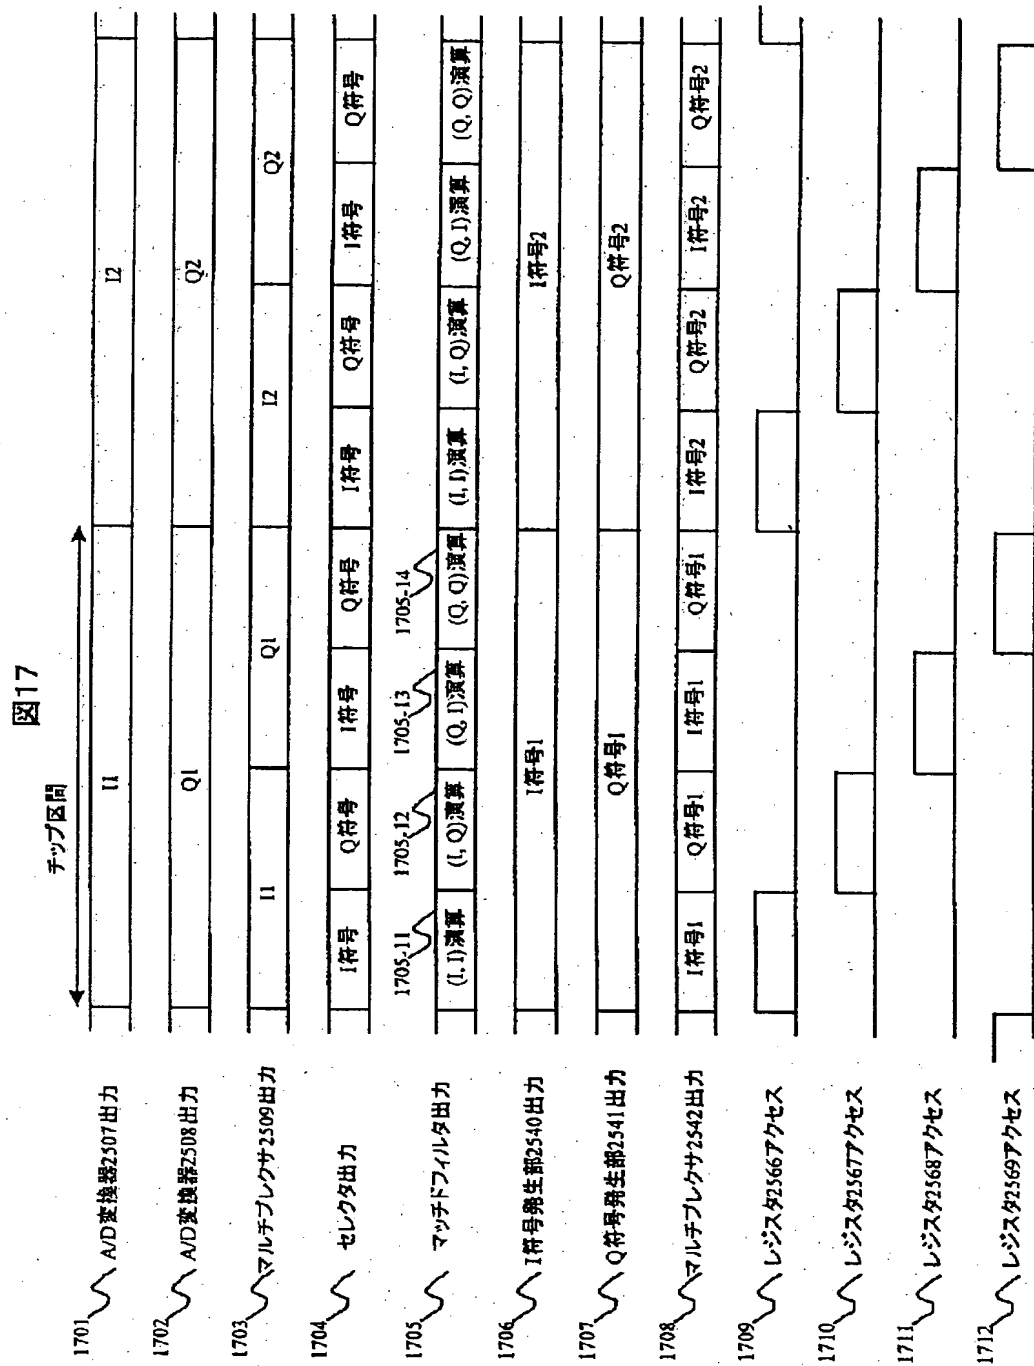 図17
チップ区間
1701 A/D変換器2507出力 I1 I2
1702 A/D変換器2508出力 Q1 Q2
1703 マルチプレクサ2509出力 I1 Q1 I2 Q2
1704 セレクタ出力 I符号 Q符号 I符号 Q符号 I符号 Q符号 I符号 Q符号
1705-11 1705-12 1705-13 1705-14
1705 マッチドフィルタ出力 (I, I)演算 (I, Q)演算 (Q, I)演算 (Q, Q)演算 (I, I)演算 (I, Q)演算 (Q, I)演算 (Q, Q)演算
1706 I符号発生部2540出力 I符号1 I符号2
1707 Q符号発生部2541出力 Q符号1 Q符号2
1708 マルチプレクサ2542出力 I符号1 Q符号1 I符号1 Q符号1 I符号2 Q符号2 I符号2 Q符号2
1709 レジスタ2566アクセス
1710 レジスタ2567アクセス
1711 レジスタ2568アクセス
1712 レジスタ2569アクセス